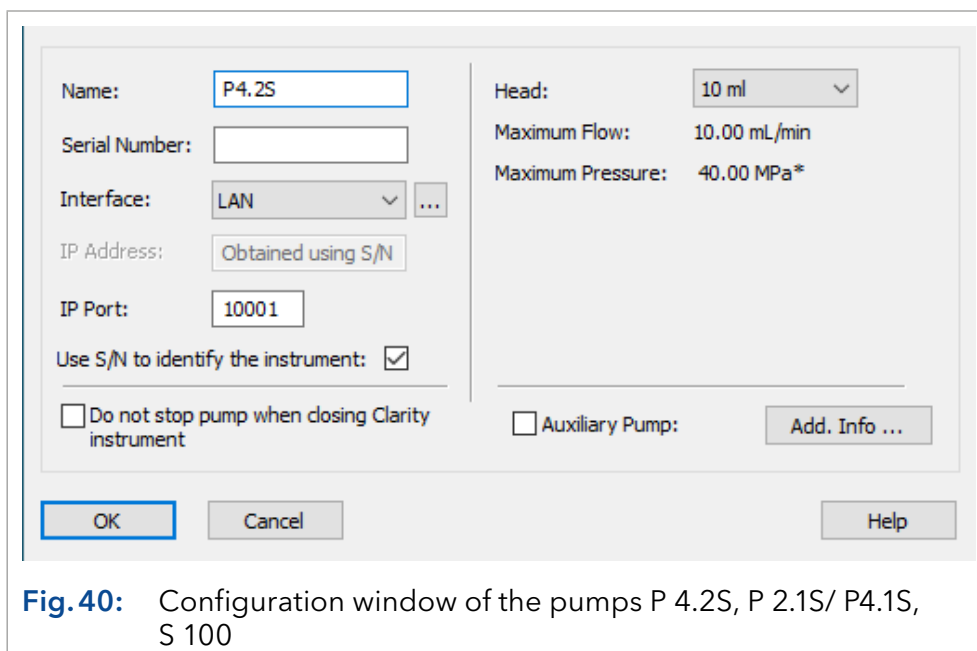 Name: P4.2S
Serial Number:
Interface: LAN ...
IP Address: Obtained using S/N
IP Port: 10001
Use S/N to identify the instrument:
Do not stop pump when closing Clarity
instrument
Head: 10 ml
Maximum Flow: 10.00 mL/min
Maximum Pressure: 40.00 MPa*
Auxiliary Pump: Add. Info ...
OK Cancel Help
Fig. 40: Configuration window of the pumps P 4.2S, P 2.1S/ P4.1S,
S 100